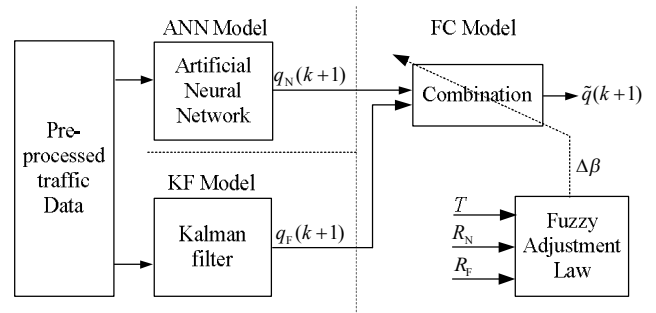 ANN Model
FC Model
Artificial
Neural
Network
q_N(k+1)
Combination
q̃(k+1)
Pre-
processed
traffic
Data
KF Model
Kalman
filter
q_F(k+1)
Δβ
T
R_N
R_F
Fuzzy
Adjustment
Law